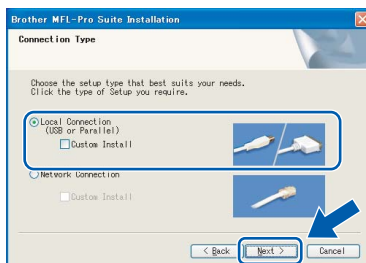 Brother MFL-Pro Suite Installation
Connection Type
Choose the setup type that best suits your needs.
Click the type of Setup you require.
Local Connection
(USB or Parallel)
Custom Install
Network Connection
Custom Install
< Back
Next >
Cancel